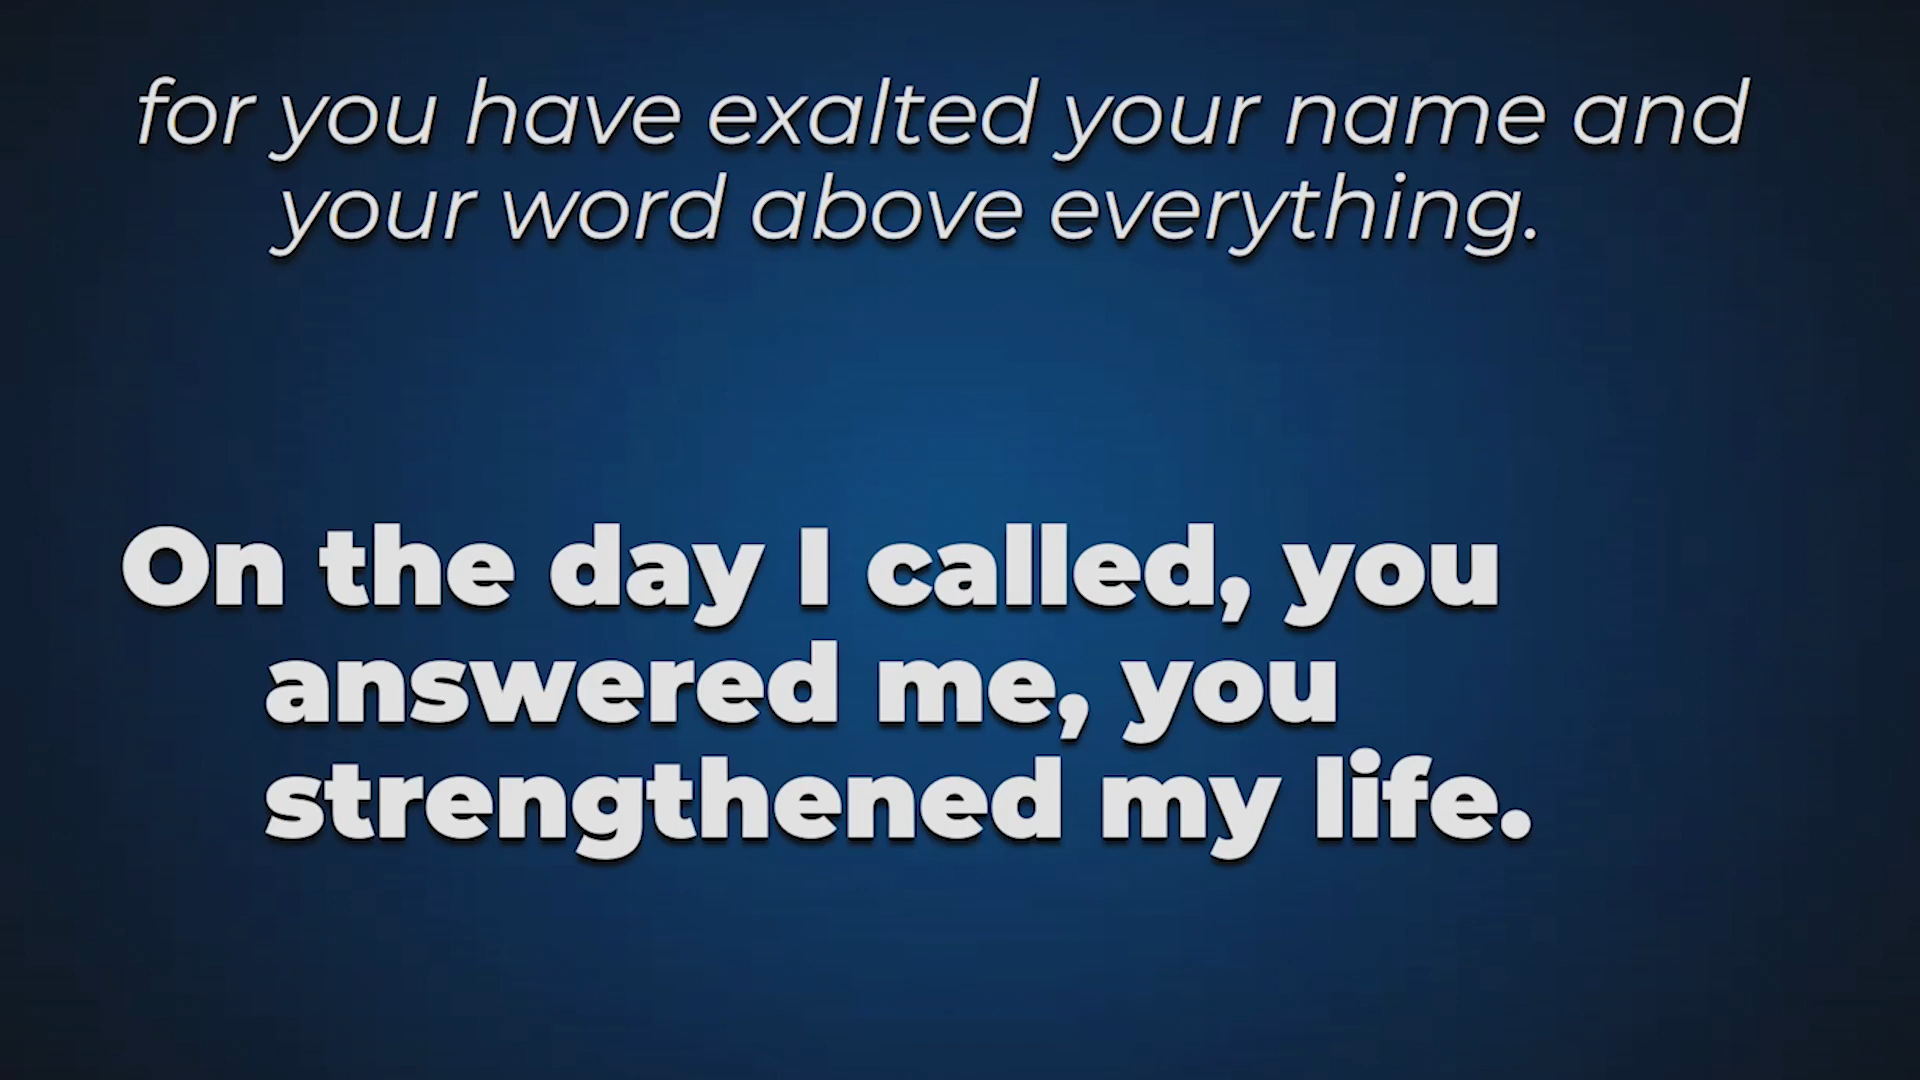 for you have exalted your name and
your word above everything.
On the day I called, you
answered me, you
strengthened my life.